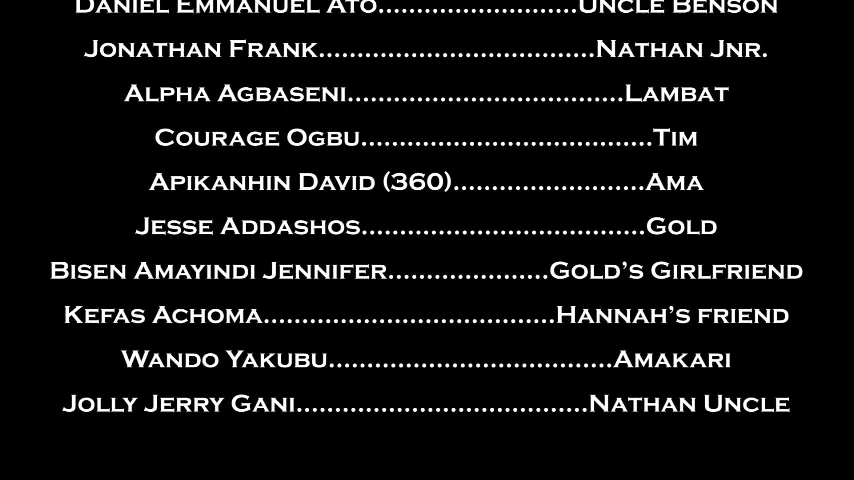 Daniel Emmanuel Ato..........................Uncle Benson
Jonathan Frank....................................Nathan Jnr.
Alpha Agbaseni....................................Lambat
Courage Ogbu......................................Tim
Apikanhin David (360).........................Ama
Jesse Addashos.....................................Gold
Bisen Amayindi Jennifer.....................Gold’s Girlfriend
Kefas Achoma......................................Hannah’s friend
Wando Yakubu.....................................Amakari
Jolly Jerry Gani......................................Nathan Uncle